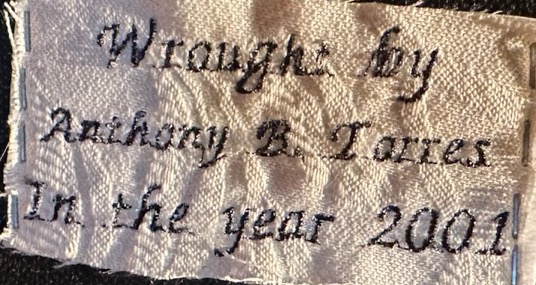 Wrought by
Anthony B. Torres
In the year 2001